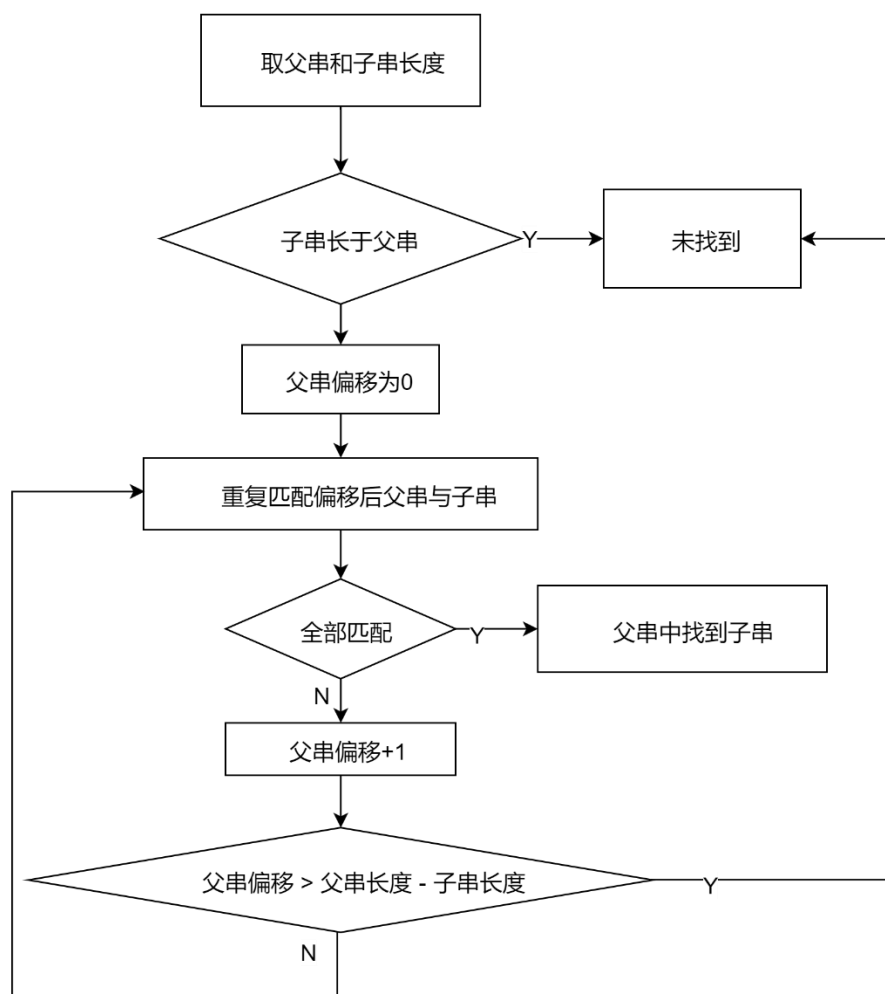 取父串和子串长度
子串长于父串
Y
未找到
父串偏移为0
重复匹配偏移后父串与子串
全部匹配
Y
父串中找到子串
N
父串偏移+1
父串偏移 > 父串长度 - 子串长度
Y
N